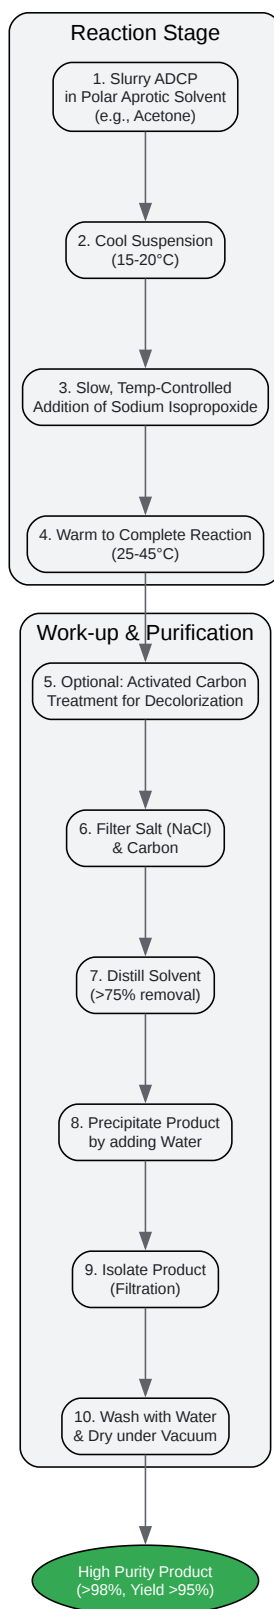 Reaction Stage
1. Slurry ADCP
in Polar Aprotic Solvent
(e.g., Acetone)
2. Cool Suspension
(15-20°C)
3. Slow, Temp-Controlled
Addition of Sodium Isopropoxide
4. Warm to Complete Reaction
(25-45°C)
Work-up & Purification
5. Optional: Activated Carbon
Treatment for Decolorization
6. Filter Salt (NaCl)
& Carbon
7. Distill Solvent
(>75% removal)
8. Precipitate Product
by adding Water
9. Isolate Product
(Filtration)
10. Wash with Water
& Dry under Vacuum
High Purity Product
(>98%, Yield >95%)